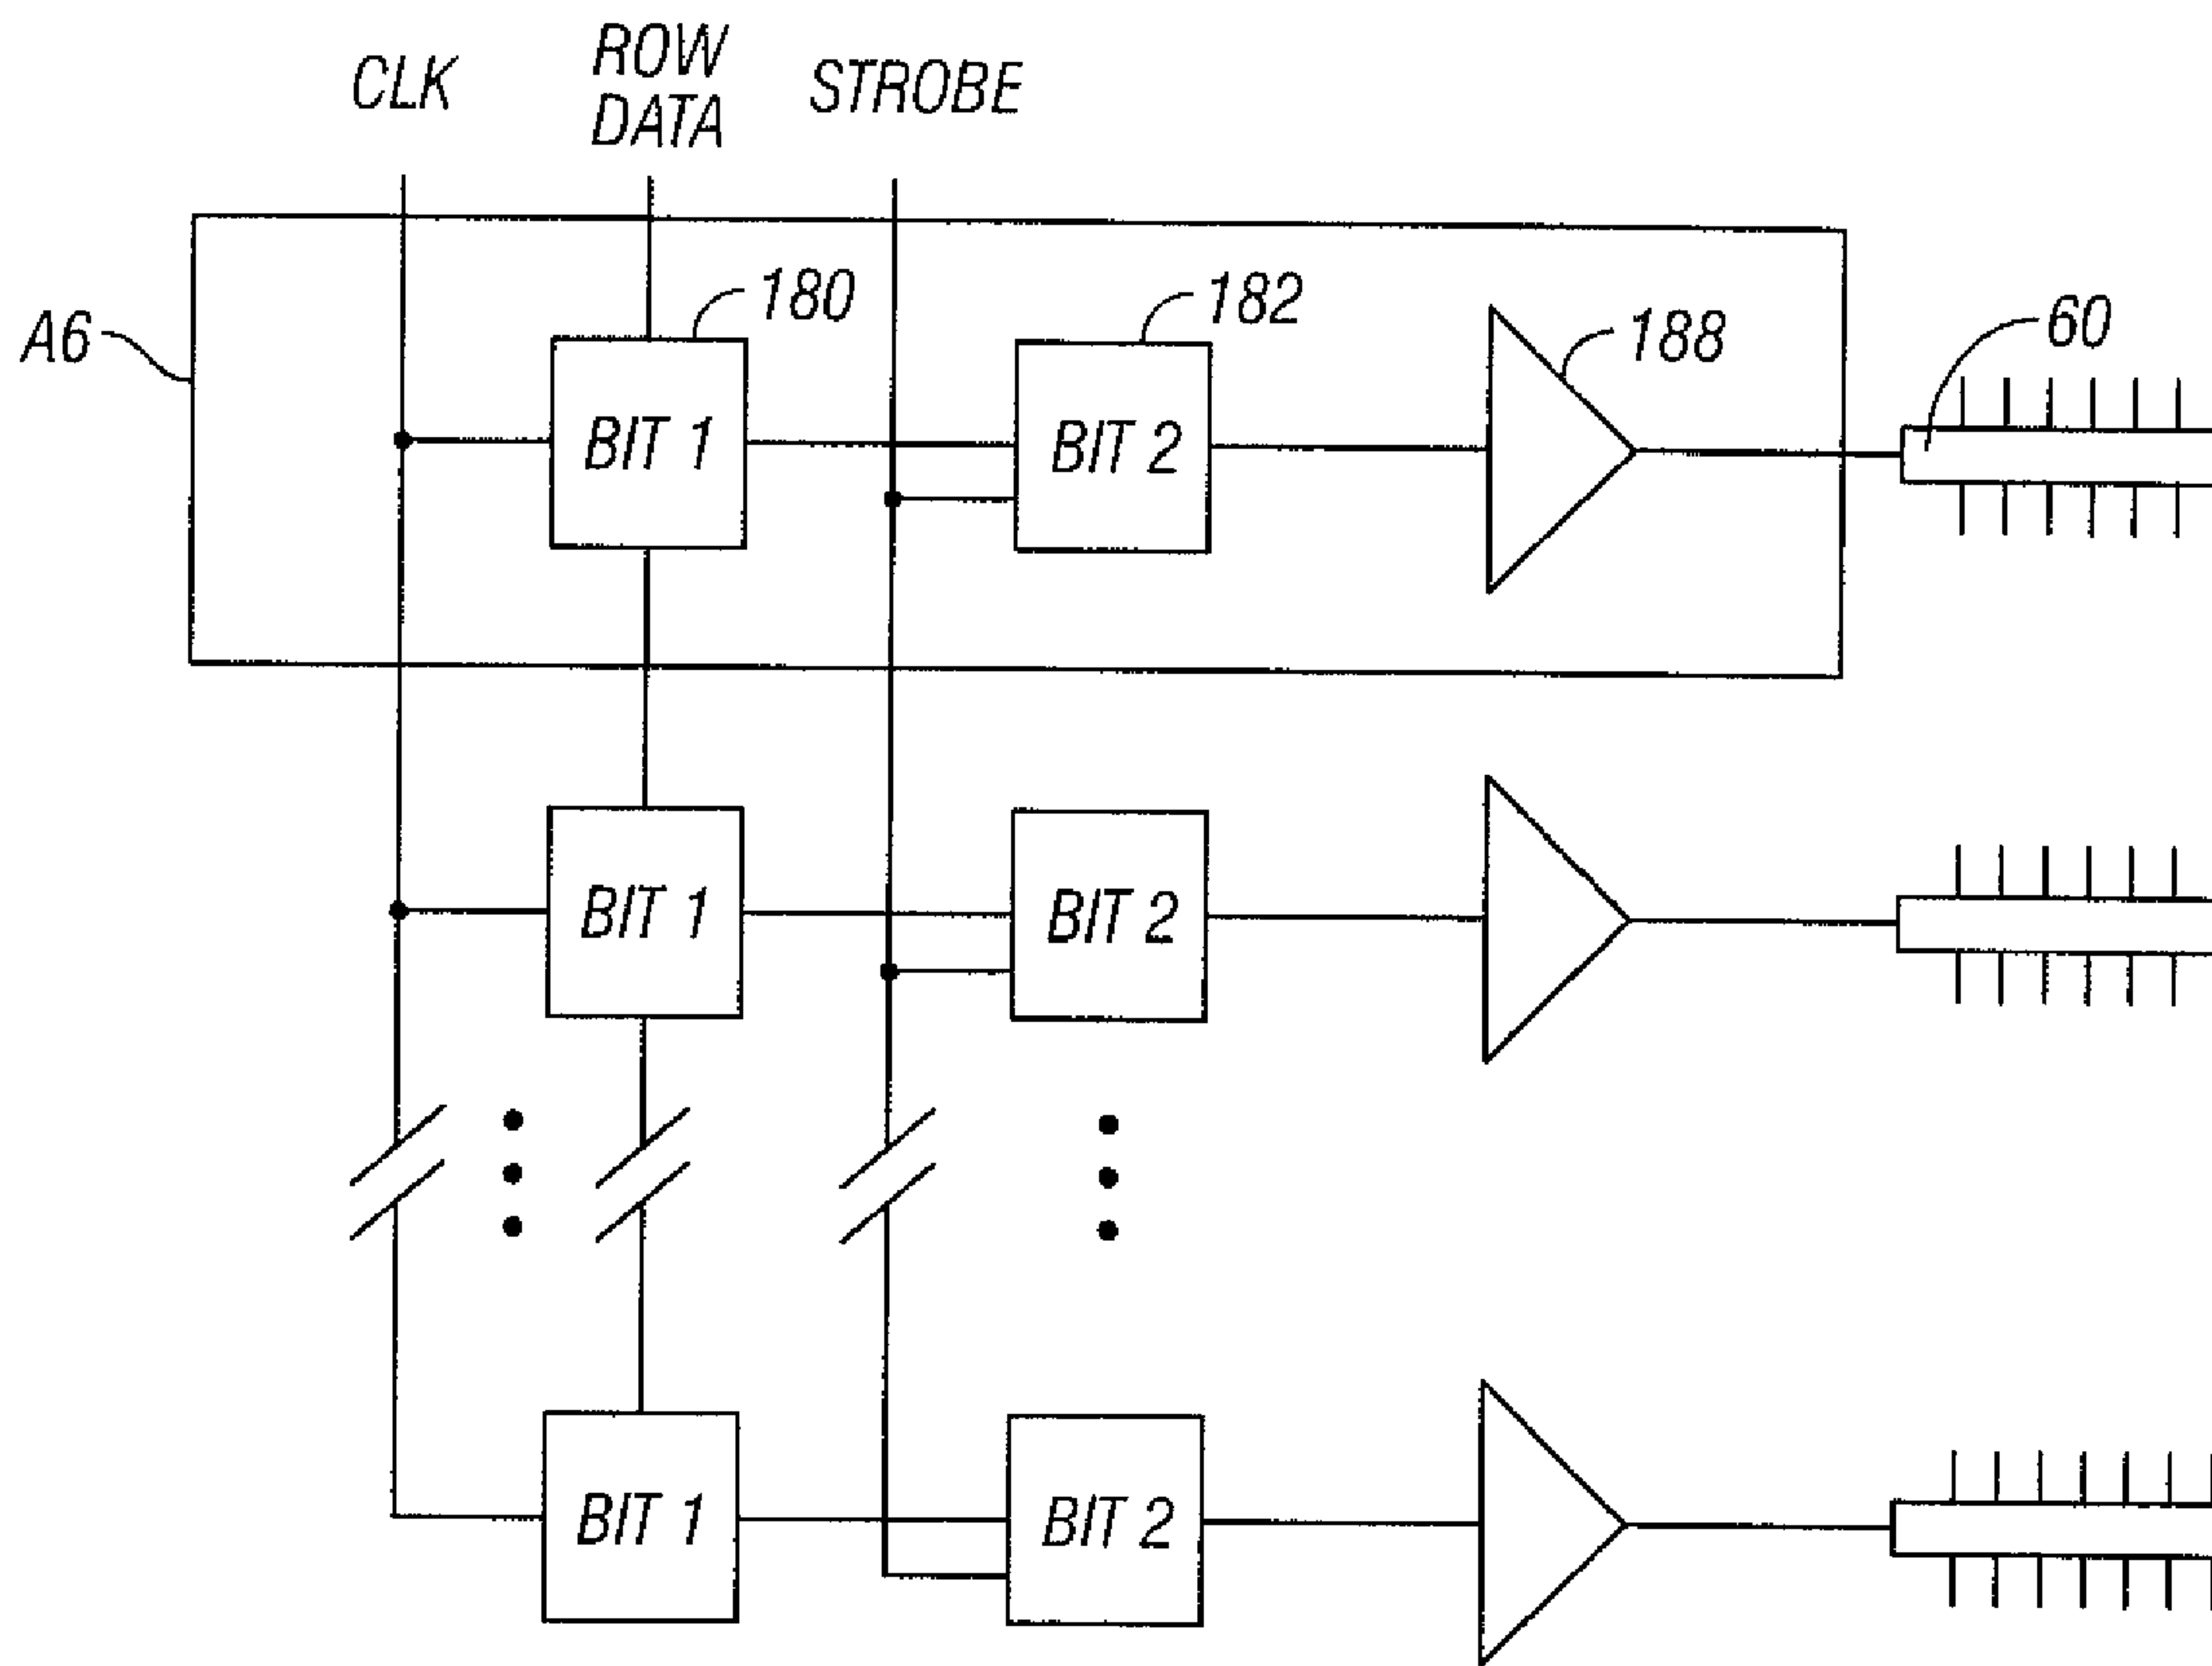 CLK
ROW
DATA
STROBE
A6
180
182
188
60
BIT 1
BIT 2
BIT 1
BIT 2
BIT 1
BIT 2